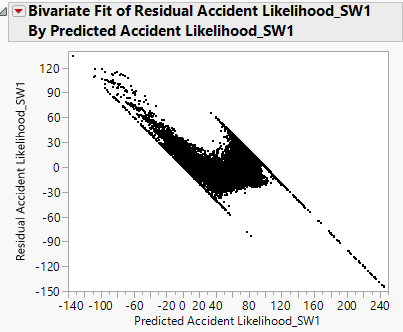 Bivariate Fit of Residual Accident Likelihood_SW1
By Predicted Accident Likelihood_SW1
Residual Accident Likelihood_SW1
120
90
60
30
0
-30
-60
-90
-120
-150
-140 -100 -60 -20 0 20 40 80 120 160 200 240
Predicted Accident Likelihood_SW1